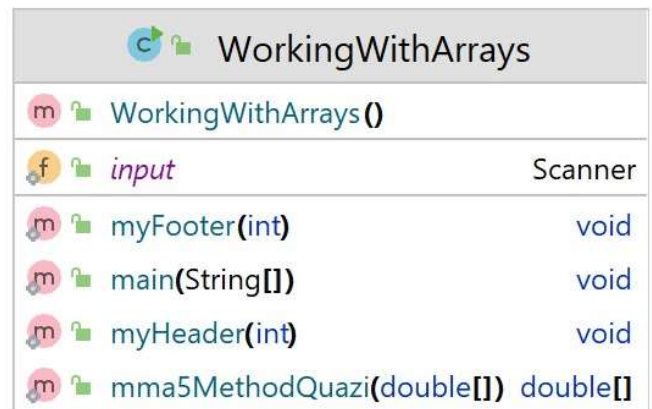 C WorkingWithArrays
m WorkingWithArrays()
f input Scanner
m myFooter(int) void
m main(String[]) void
m myHeader(int) void
m mma5MethodQuazi(double[]) double[]